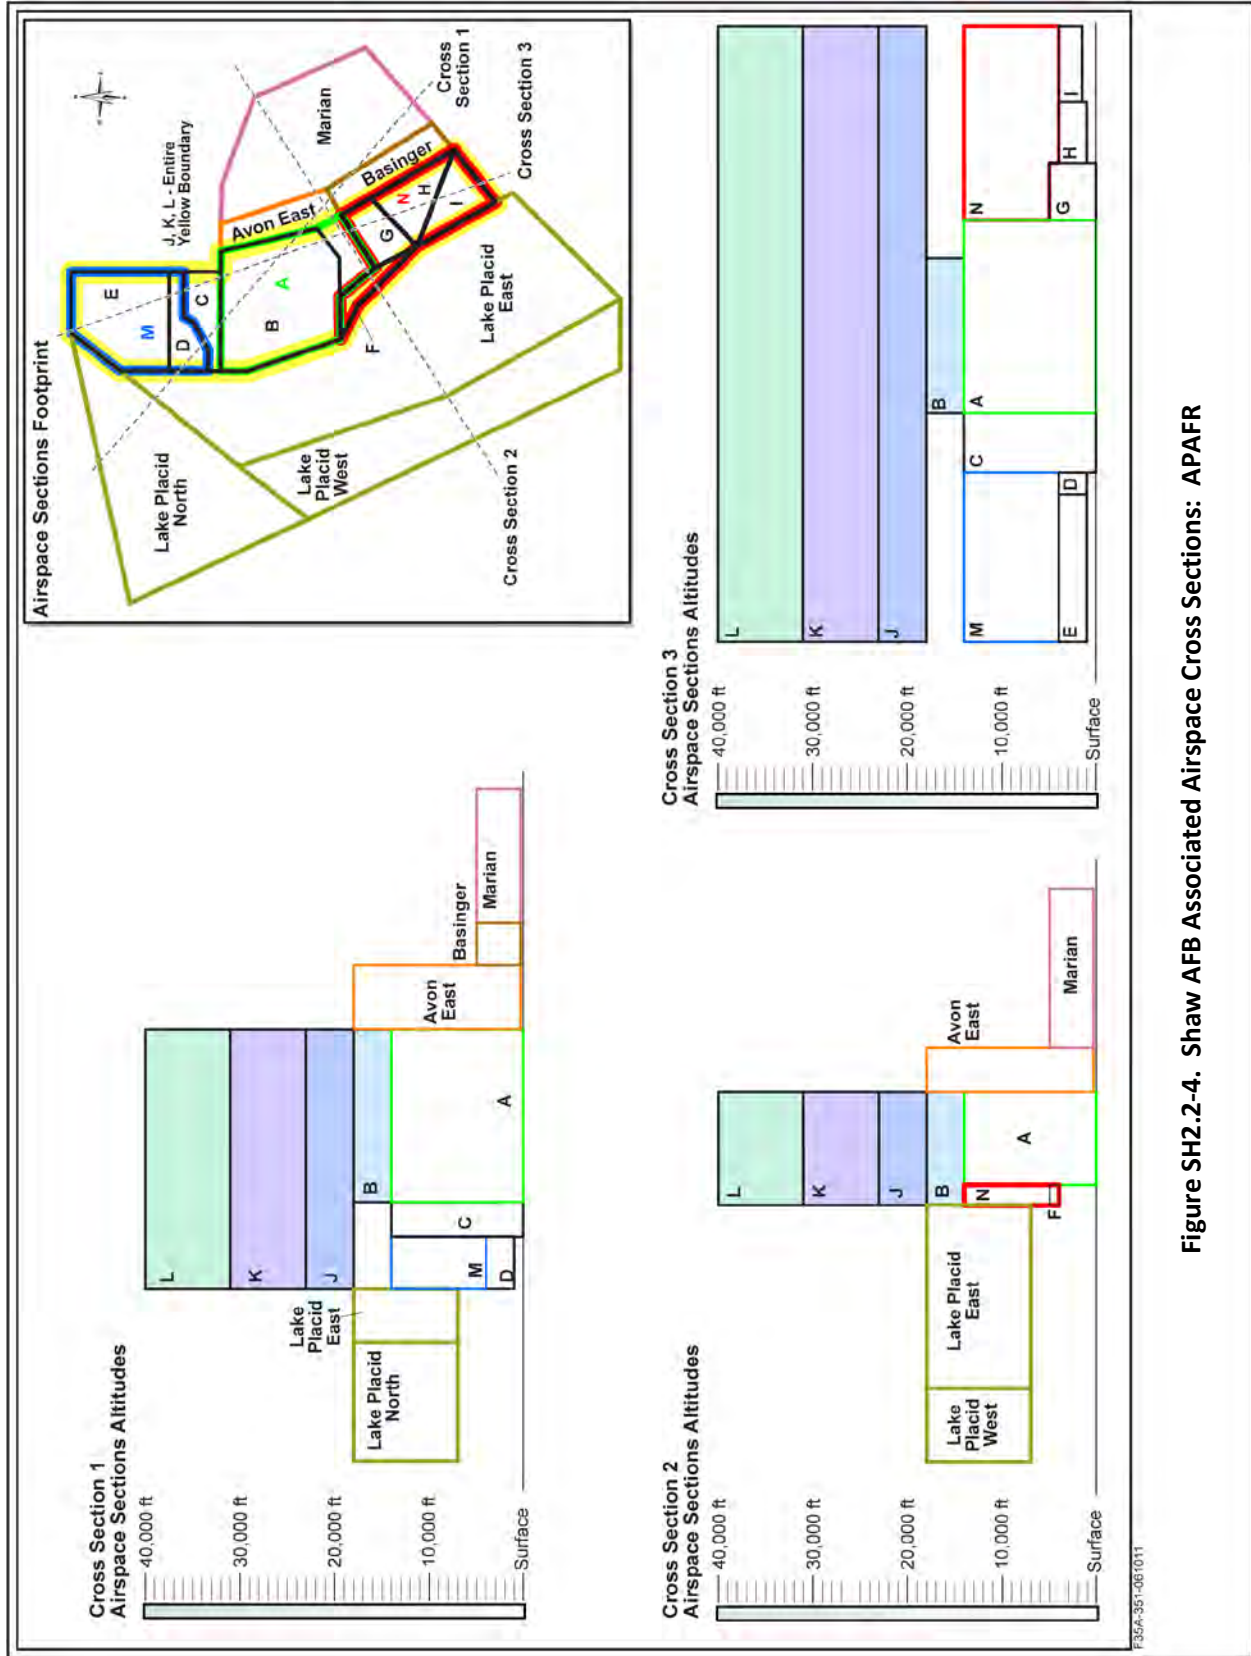 Airspace Sections Footprint
J, K, L - Entire
Yellow Boundary
E
M
D
C
Avon East
A
B
F
G
N
H
I
Basinger
Marian
Cross
Section 1
Cross Section 3
Cross Section 2
Lake Placid
North
Lake
Placid
West
Lake Placid
East
Cross Section 1
Airspace Sections Altitudes
40,000 ft
30,000 ft
20,000 ft
10,000 ft
Surface
L
K
J
B
A
C
M
D
Lake Placid
North
Lake
Placid
East
Avon
East
Basinger
Marian
Cross Section 2
Airspace Sections Altitudes
40,000 ft
30,000 ft
20,000 ft
10,000 ft
Surface
L
K
J
B
N
F
A
Lake
Placid
West
Lake Placid
East
Avon
East
Marian
Cross Section 3
Airspace Sections Altitudes
40,000 ft
30,000 ft
20,000 ft
10,000 ft
Surface
L
K
J
B
M
C
A
N
E
D
G
H
I
F35A-351-061011
Figure SH2.2-4. Shaw AFB Associated Airspace Cross Sections: APAFR